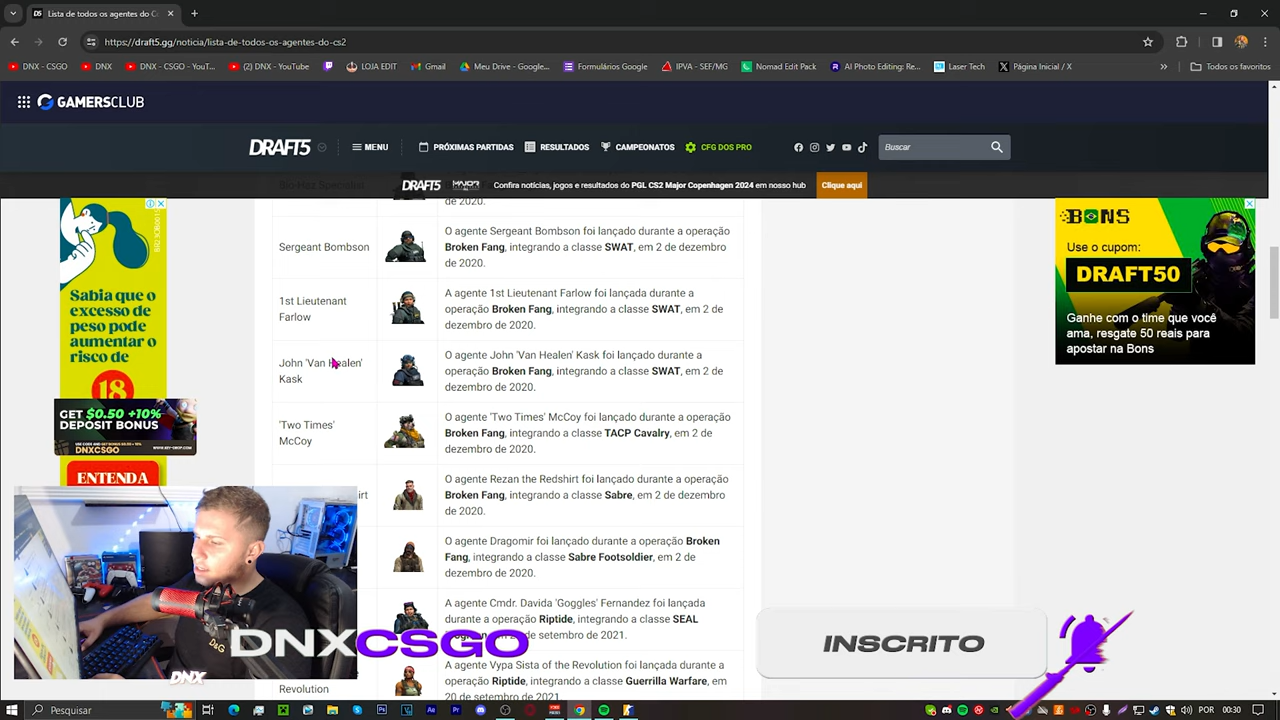 Lista de todos os agentes do C
https://draft5.gg/noticia/lista-de-todos-os-agentes-do-cs2
DNX - CSGO
DNX
DNX - CSGO - YouT...
(2) DNX - YouTube
LOJA EDIT
Gmail
Meu Drive - Google...
Formulários Google
IPVA - SEF/MG
Nomad Edit Pack
AI Photo Editing: Re...
Laser Tech
Página Inicial / X
Todos os favoritos
GAMERSCLUB
DRAFT5
MENU
PRÓXIMAS PARTIDAS
RESULTADOS
CAMPEONATOS
CFG DOS PRO
Buscar
DRAFT5
Confira notícias, jogos e resultados do PGL CS2 Major Copenhagen 2024 em nosso hub
Clique aqui
de 2020.
Sergeant Bombson
O agente Sergeant Bombson foi lançado durante a operação
Broken Fang, integrando a classe SWAT, em 2 de dezembro
de 2020.
1st Lieutenant
Farlow
A agente 1st Lieutenant Farlow foi lançada durante a
operação Broken Fang, integrando a classe SWAT, em 2 de
dezembro de 2020.
John 'Van Healen'
Kask
O agente John 'Van Healen' Kask foi lançado durante a
operação Broken Fang, integrando a classe SWAT, em 2 de
dezembro de 2020.
'Two Times'
McCoy
O agente 'Two Times' McCoy foi lançado durante a operação
Broken Fang, integrando a classe TACP Cavalry, em 2 de
dezembro de 2020.
O agente Rezan the Redshirt foi lançado durante a operação
Broken Fang, integrando a classe Sabre, em 2 de dezembro
de 2020.
O agente Dragomir foi lançado durante a operação Broken
Fang, integrando a classe Sabre Footsoldier, em 2 de
dezembro de 2020.
A agente Cmdr. Davida 'Goggles' Fernandez foi lançada
durante a operação Riptide, integrando a classe SEAL
de setembro de 2021.
Revolution
A agente Vypa Sista of the Revolution foi lançada durante a
operação Riptide, integrando a classe Guerrilla Warfare, em
20 de setembro de 2021.
Sabia que o
excesso de
peso pode
aumentar o
risco de
18
GET $0.50 +10%
DEPOSIT BONUS
DNXCSGO
ENTENDA
BONS
Use o cupom:
DRAFT50
Ganhe com o time que você
ama, resgate 50 reais para
apostar na Bons
DNXCSGO
DNX
INSCRITO
Pesquisar
POR
00:30